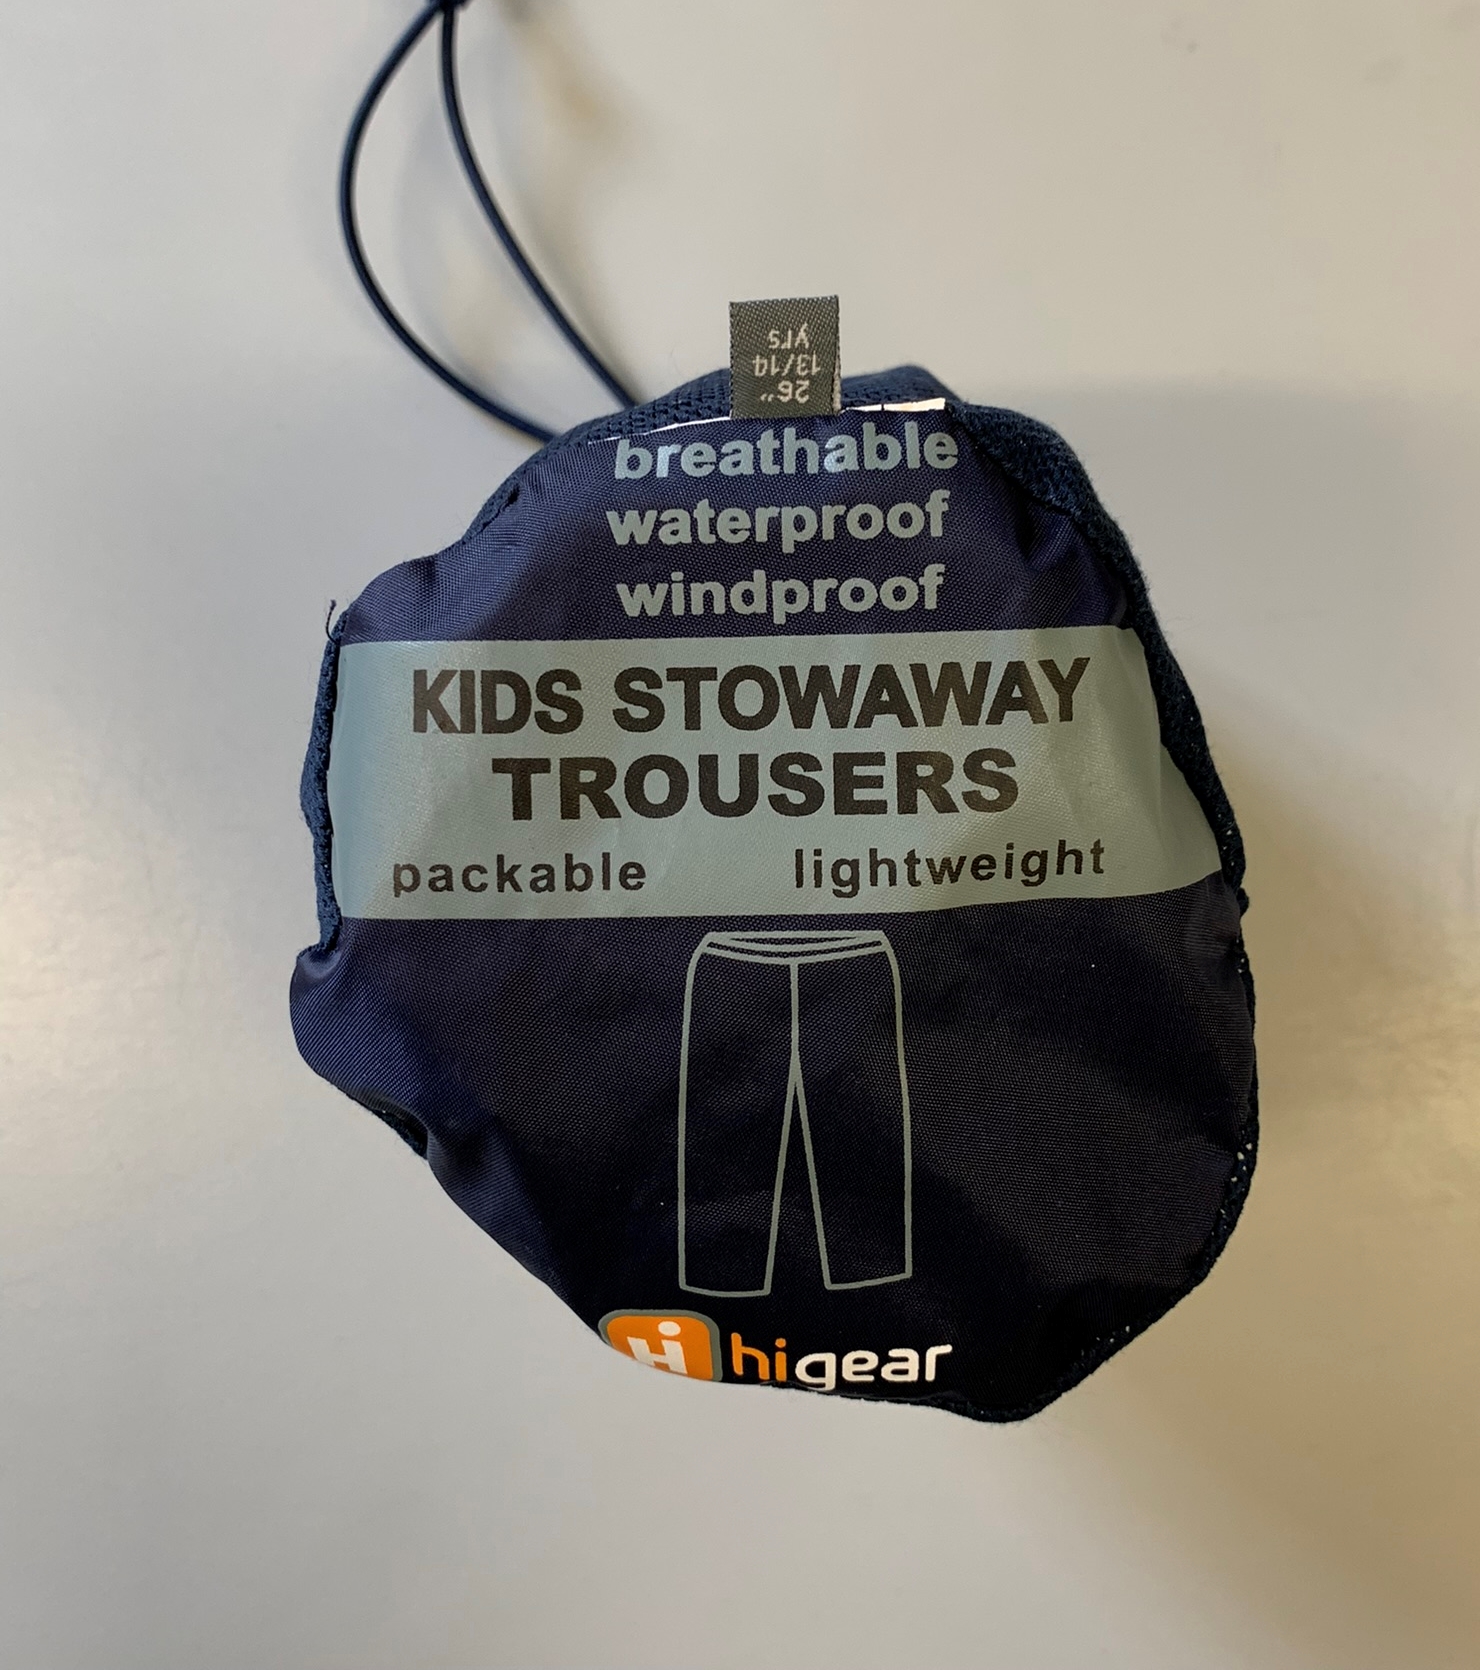 26"
13/14
yrs
breathable
waterproof
windproof
KIDS STOWAWAY
TROUSERS
packable lightweight
Hi higear